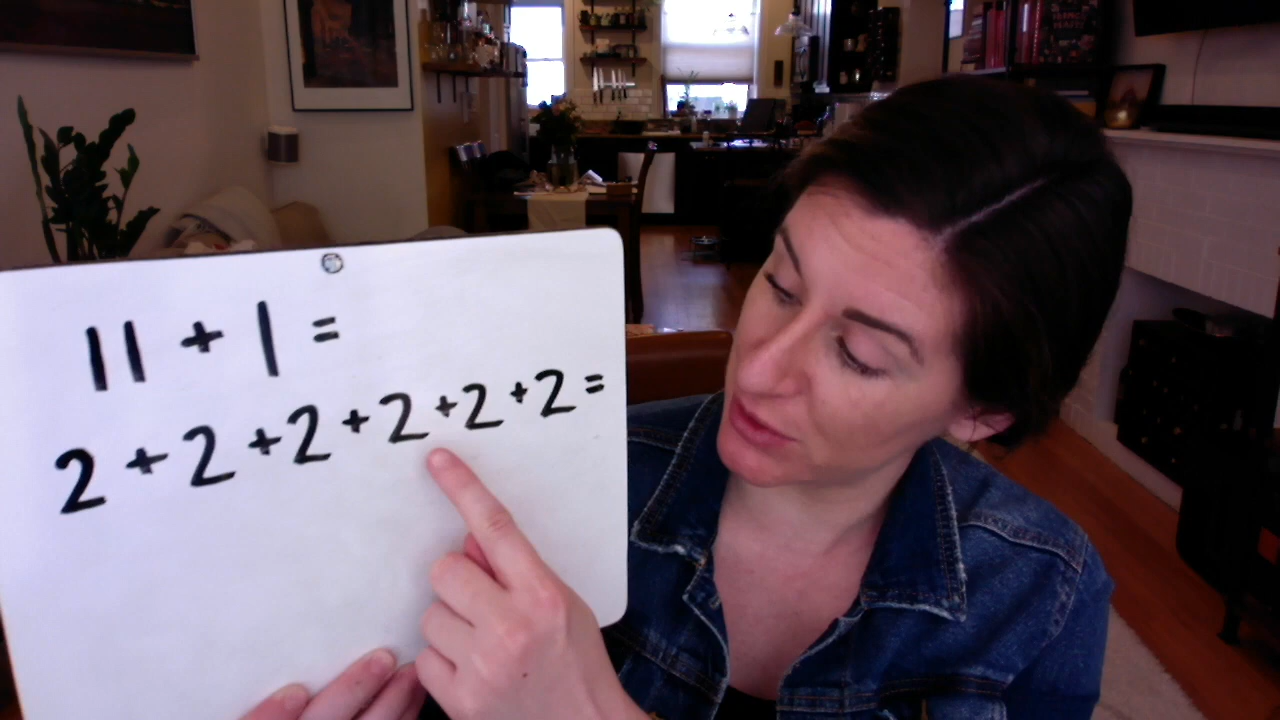 11 + 1 =
2 + 2 + 2 + 2 + 2 + 2 =